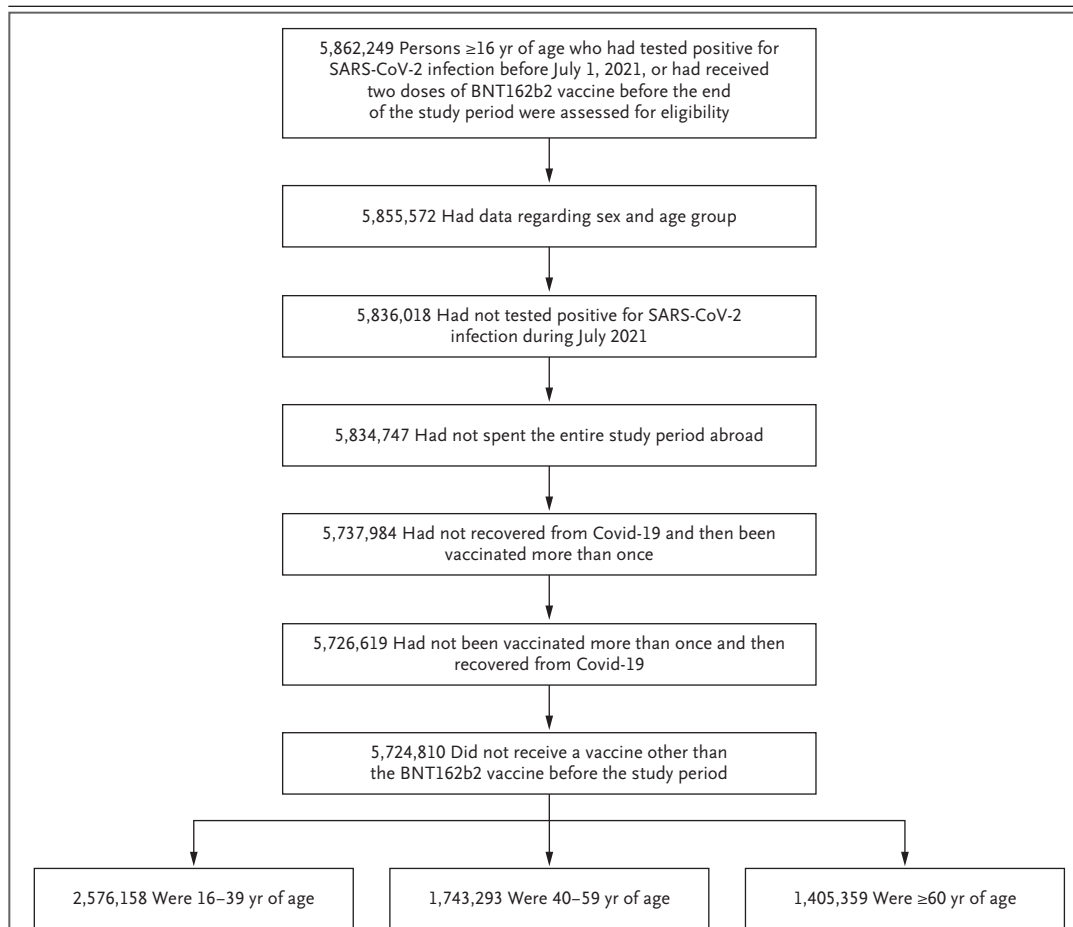 5,862,249 Persons ≥16 yr of age who had tested positive for
SARS-CoV-2 infection before July 1, 2021, or had received
two doses of BNT162b2 vaccine before the end
of the study period were assessed for eligibility
5,855,572 Had data regarding sex and age group
5,836,018 Had not tested positive for SARS-CoV-2
infection during July 2021
5,834,747 Had not spent the entire study period abroad
5,737,984 Had not recovered from Covid-19 and then been
vaccinated more than once
5,726,619 Had not been vaccinated more than once and then
recovered from Covid-19
5,724,810 Did not receive a vaccine other than
the BNT162b2 vaccine before the study period
2,576,158 Were 16–39 yr of age
1,743,293 Were 40–59 yr of age
1,405,359 Were ≥60 yr of age